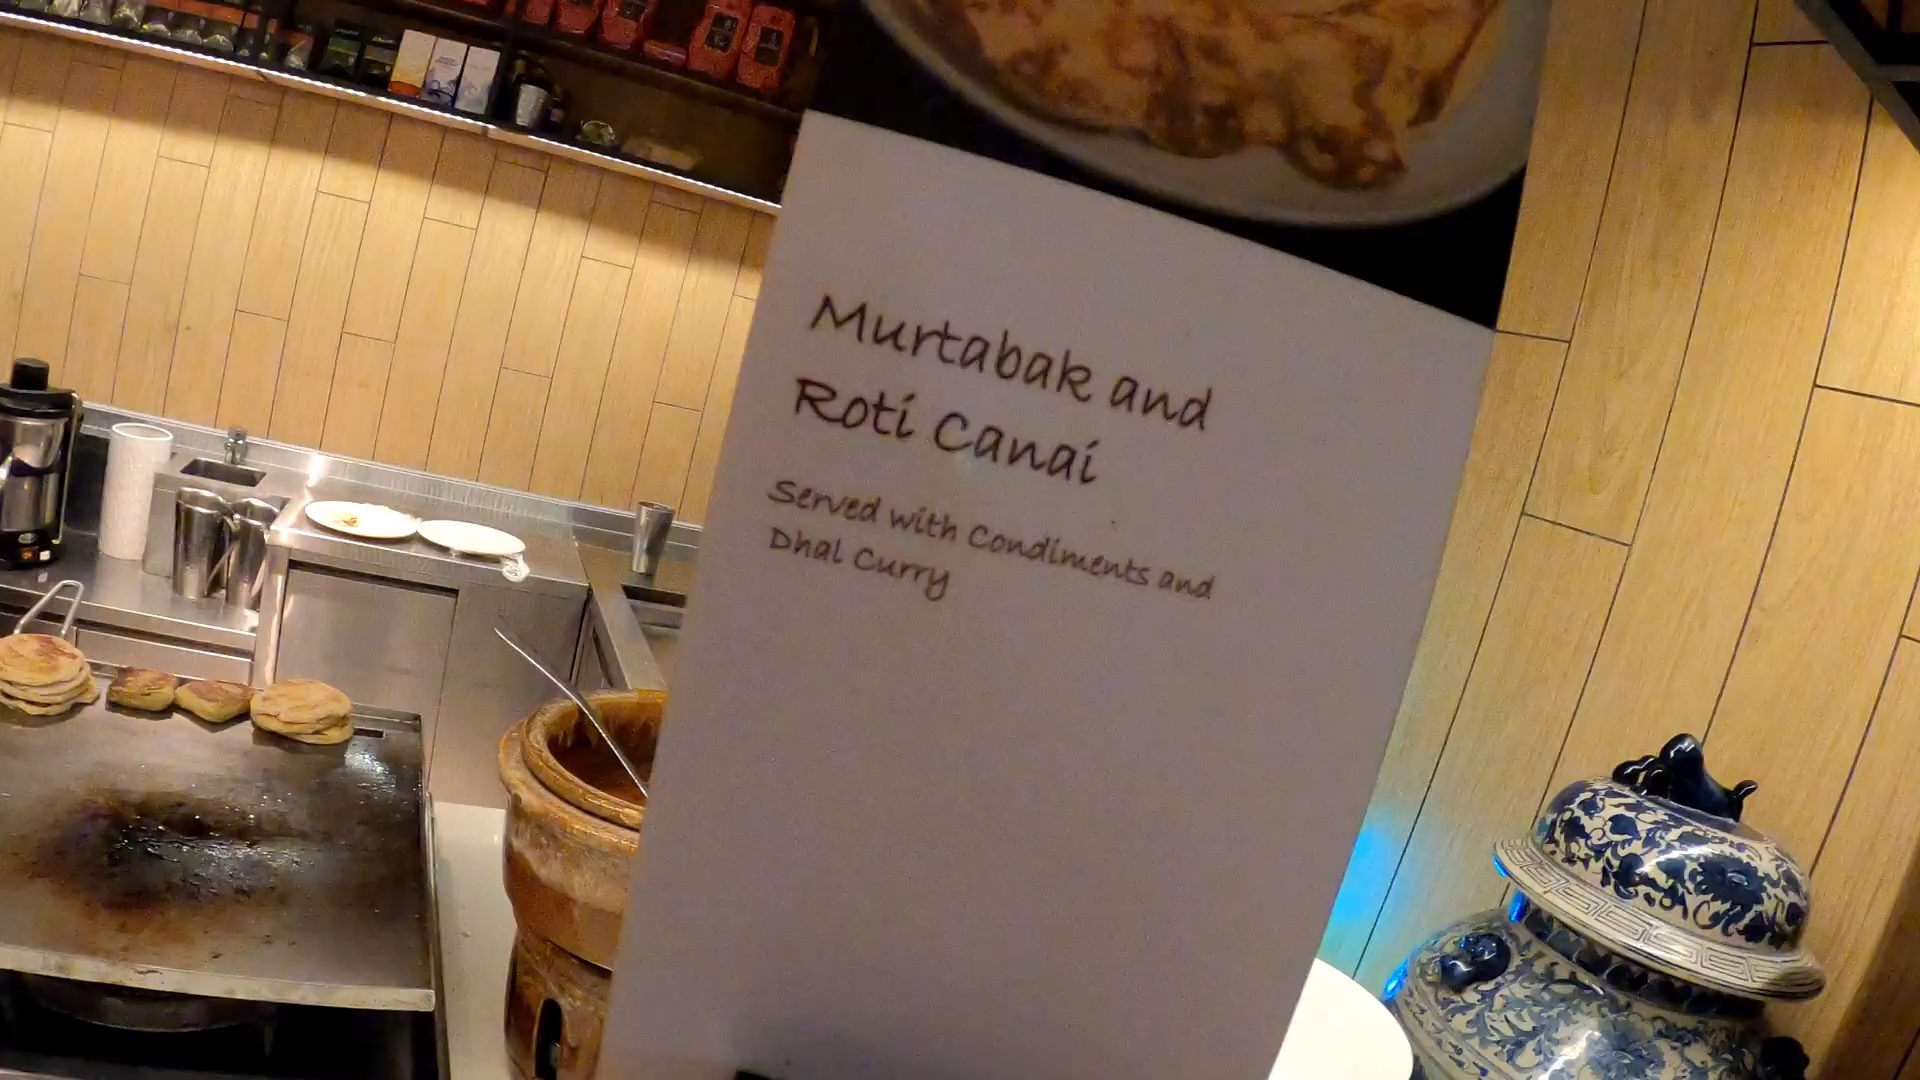 Murtabak and
Roti Canai
Served with Condiments and
Dhal Curry